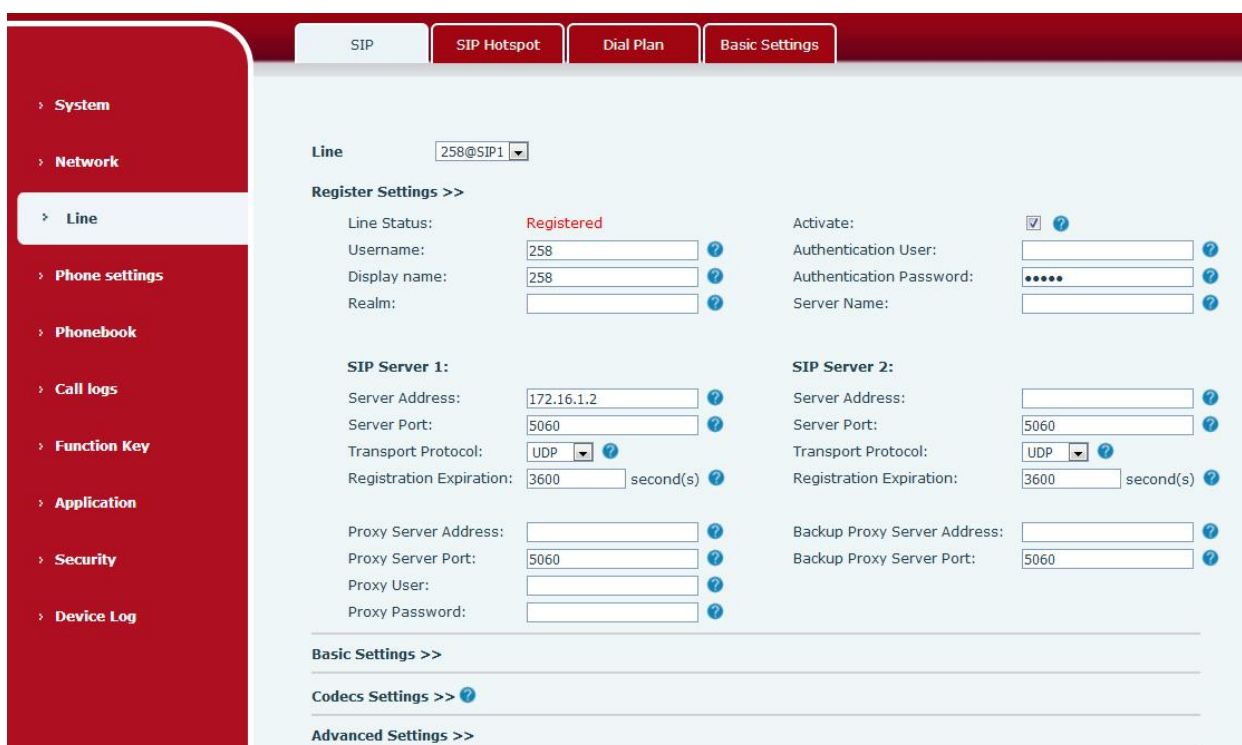 SIP SIP Hotspot Dial Plan Basic Settings
› System
› Network
› Line
› Phone settings
› Phonebook
› Call logs
› Function Key
› Application
› Security
› Device Log
Line 258@SIP1
Register Settings >>
Line Status: Registered Activate:
Username: 258 Authentication User:
Display name: 258 Authentication Password: •••••
Realm: Server Name:
SIP Server 1: SIP Server 2:
Server Address: 172.16.1.2 Server Address:
Server Port: 5060 Server Port: 5060
Transport Protocol: UDP Transport Protocol: UDP
Registration Expiration: 3600 second(s) Registration Expiration: 3600 second(s)
Proxy Server Address: Backup Proxy Server Address:
Proxy Server Port: 5060 Backup Proxy Server Port: 5060
Proxy User:
Proxy Password:
Basic Settings >>
Codecs Settings >>
Advanced Settings >>